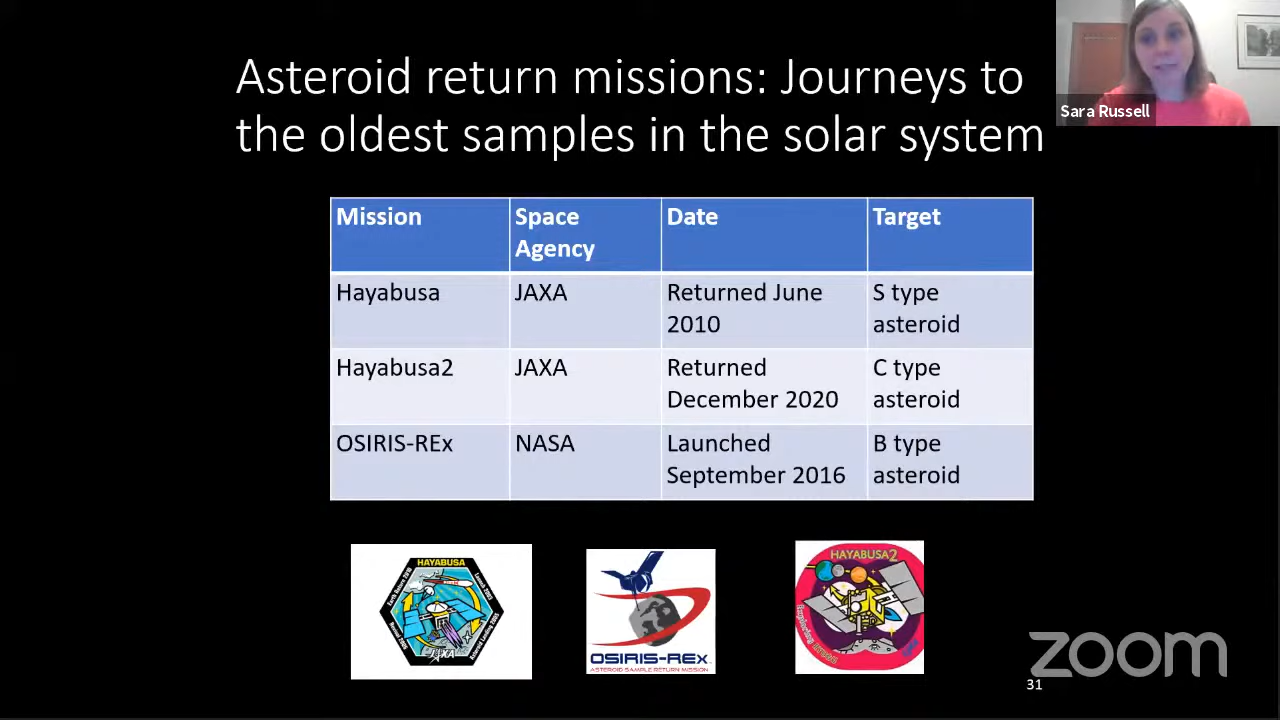 Asteroid return missions: Journeys to
the oldest samples in the solar system
Sara Russell
Mission
Space
Agency
Date
Target
Hayabusa
JAXA
Returned June
2010
S type
asteroid
Hayabusa2
JAXA
Returned
December 2020
C type
asteroid
OSIRIS-REx
NASA
Launched
September 2016
B type
asteroid
HAYABUSA
JAXA
OSIRIS-REx
ASTEROID SAMPLE RETURN MISSION
HAYABUSA2
zoom
31